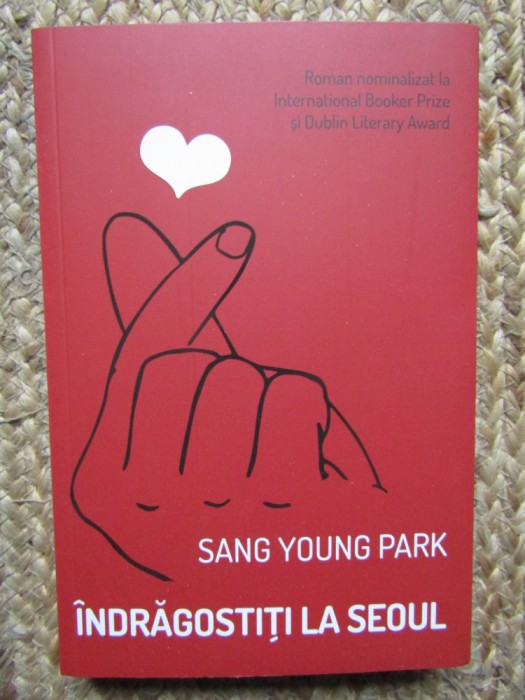 Roman nominalizat la
International Booker Prize
și Dublin Literary Award
SANG YOUNG PARK
ÎNDRĂGOSTIȚI LA SEOUL